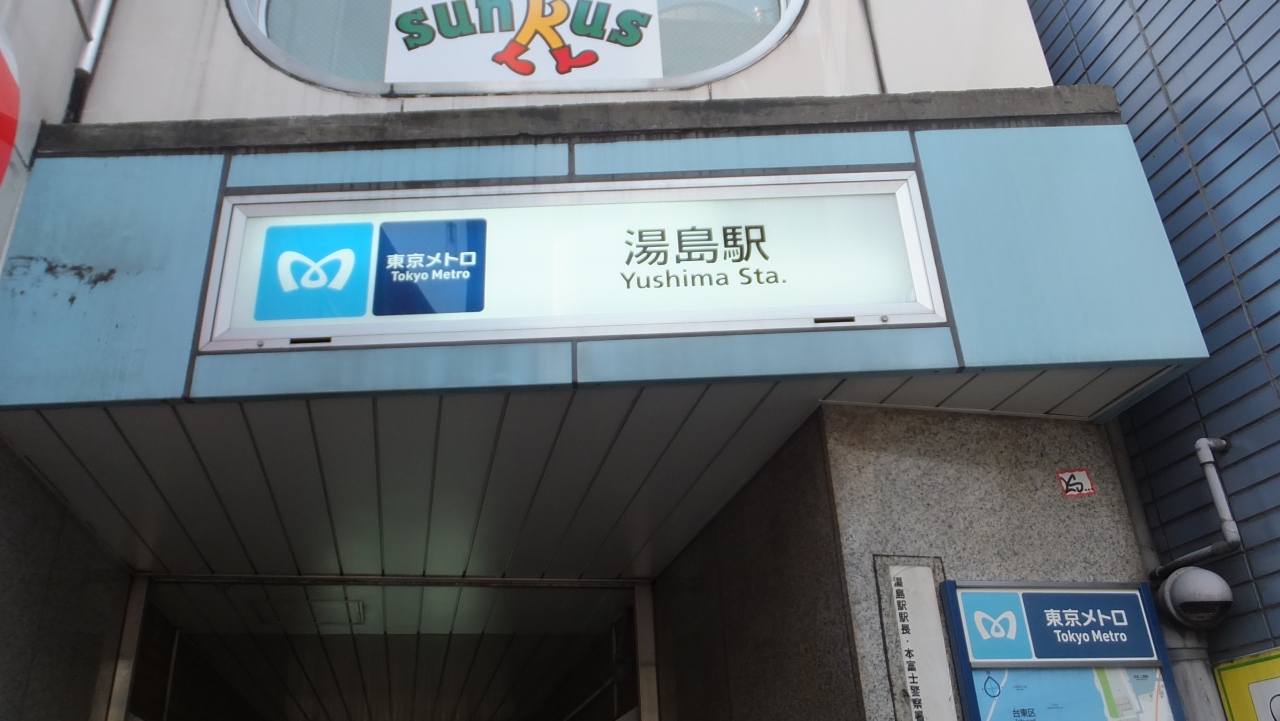 sunkus
東京メトロ
Tokyo Metro
湯島駅
Yushima Sta.
湯島駅駅長・本富士警察署
東京メトロ
Tokyo Metro
台東区